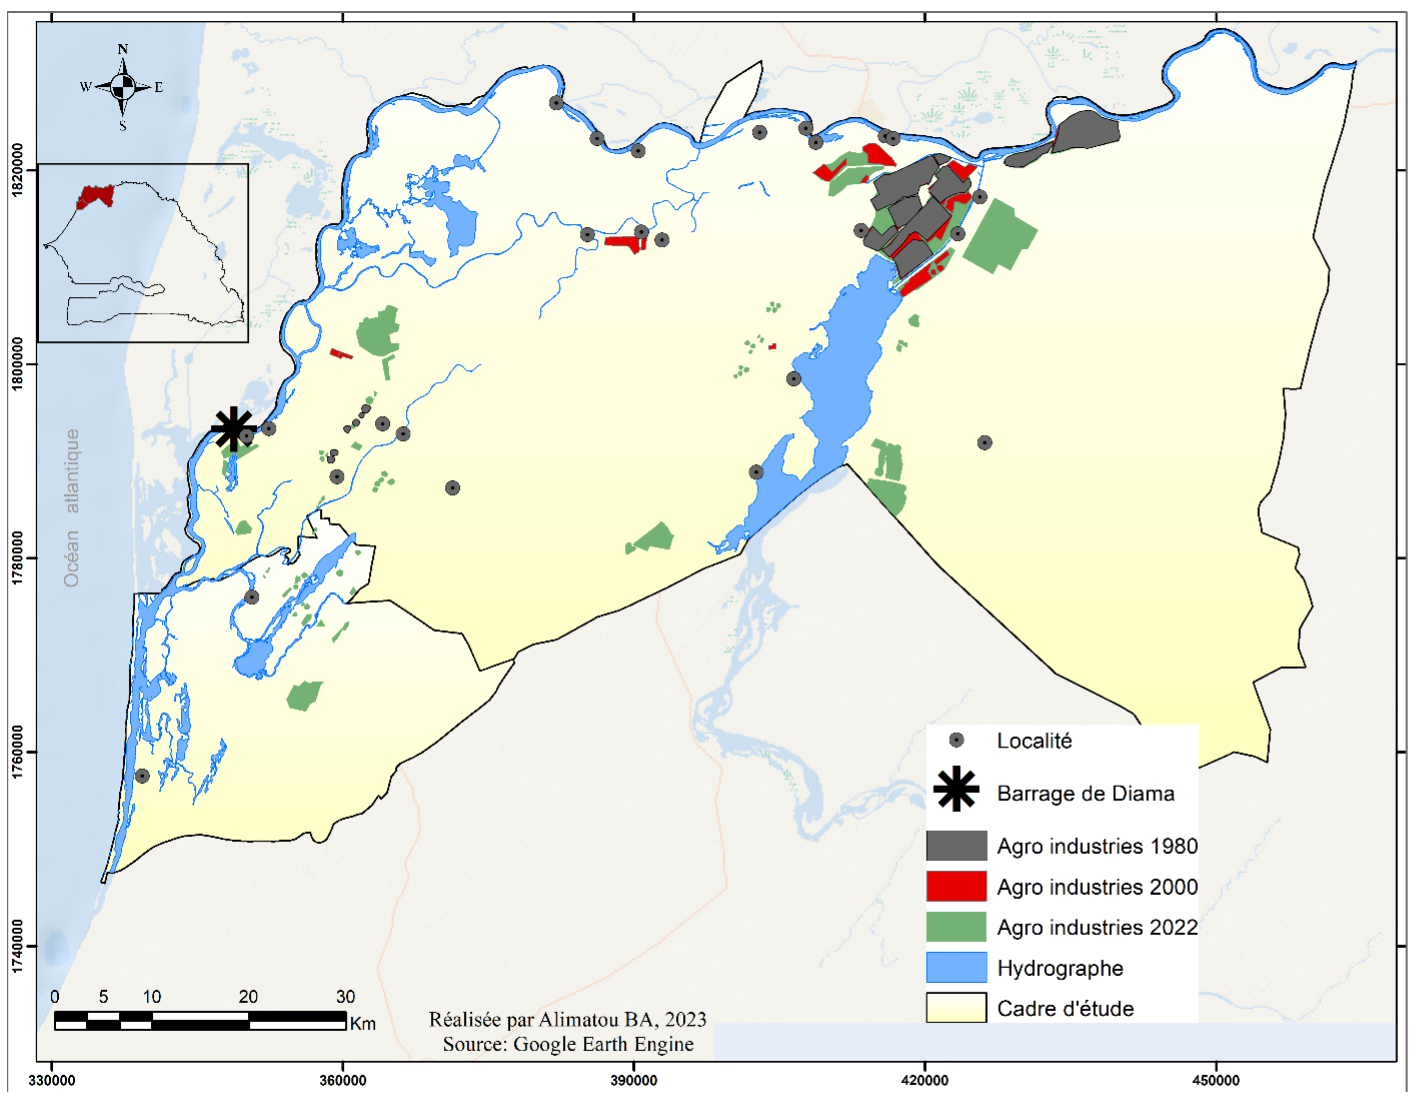 N
W E
S
1820000
1800000
1780000
1760000
1740000
Océan atlantique
Localité
Barrage de Diama
Agro industries 1980
Agro industries 2000
Agro industries 2022
Hydrographe
Cadre d'étude
0 5 10 20 30
Km
Réalisée par Alimatou BA, 2023
Source: Google Earth Engine
330000 360000 390000 420000 450000